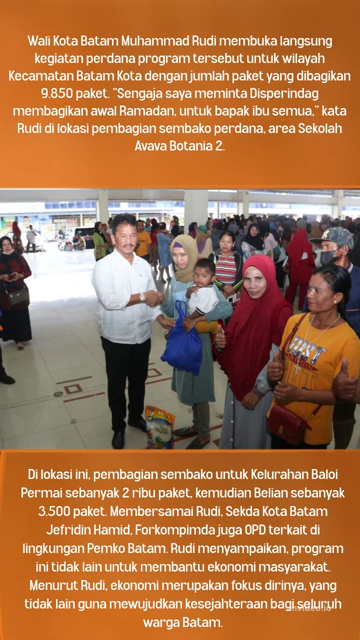 Wali Kota Batam Muhammad Rudi membuka langsung
kegiatan perdana program tersebut untuk wilayah
Kecamatan Batam Kota dengan jumlah paket yang dibagikan
9.850 paket. "Sengaja saya meminta Disperindag
membagikan awal Ramadan, untuk bapak ibu semua," kata
Rudi di lokasi pembagian sembako perdana, area Sekolah
Avava Botania 2.
Di lokasi ini, pembagian sembako untuk Kelurahan Baloi
Permai sebanyak 2 ribu paket, kemudian Belian sebanyak
3.500 paket. Membersamai Rudi, Sekda Kota Batam
Jefridin Hamid, Forkompimda juga OPD terkait di
lingkungan Pemko Batam. Rudi menyampaikan, program
ini tidak lain untuk membantu ekonomi masyarakat.
Menurut Rudi, ekonomi merupakan fokus dirinya, yang
tidak lain guna mewujudkan kesejahteraan bagi seluruh
warga Batam.